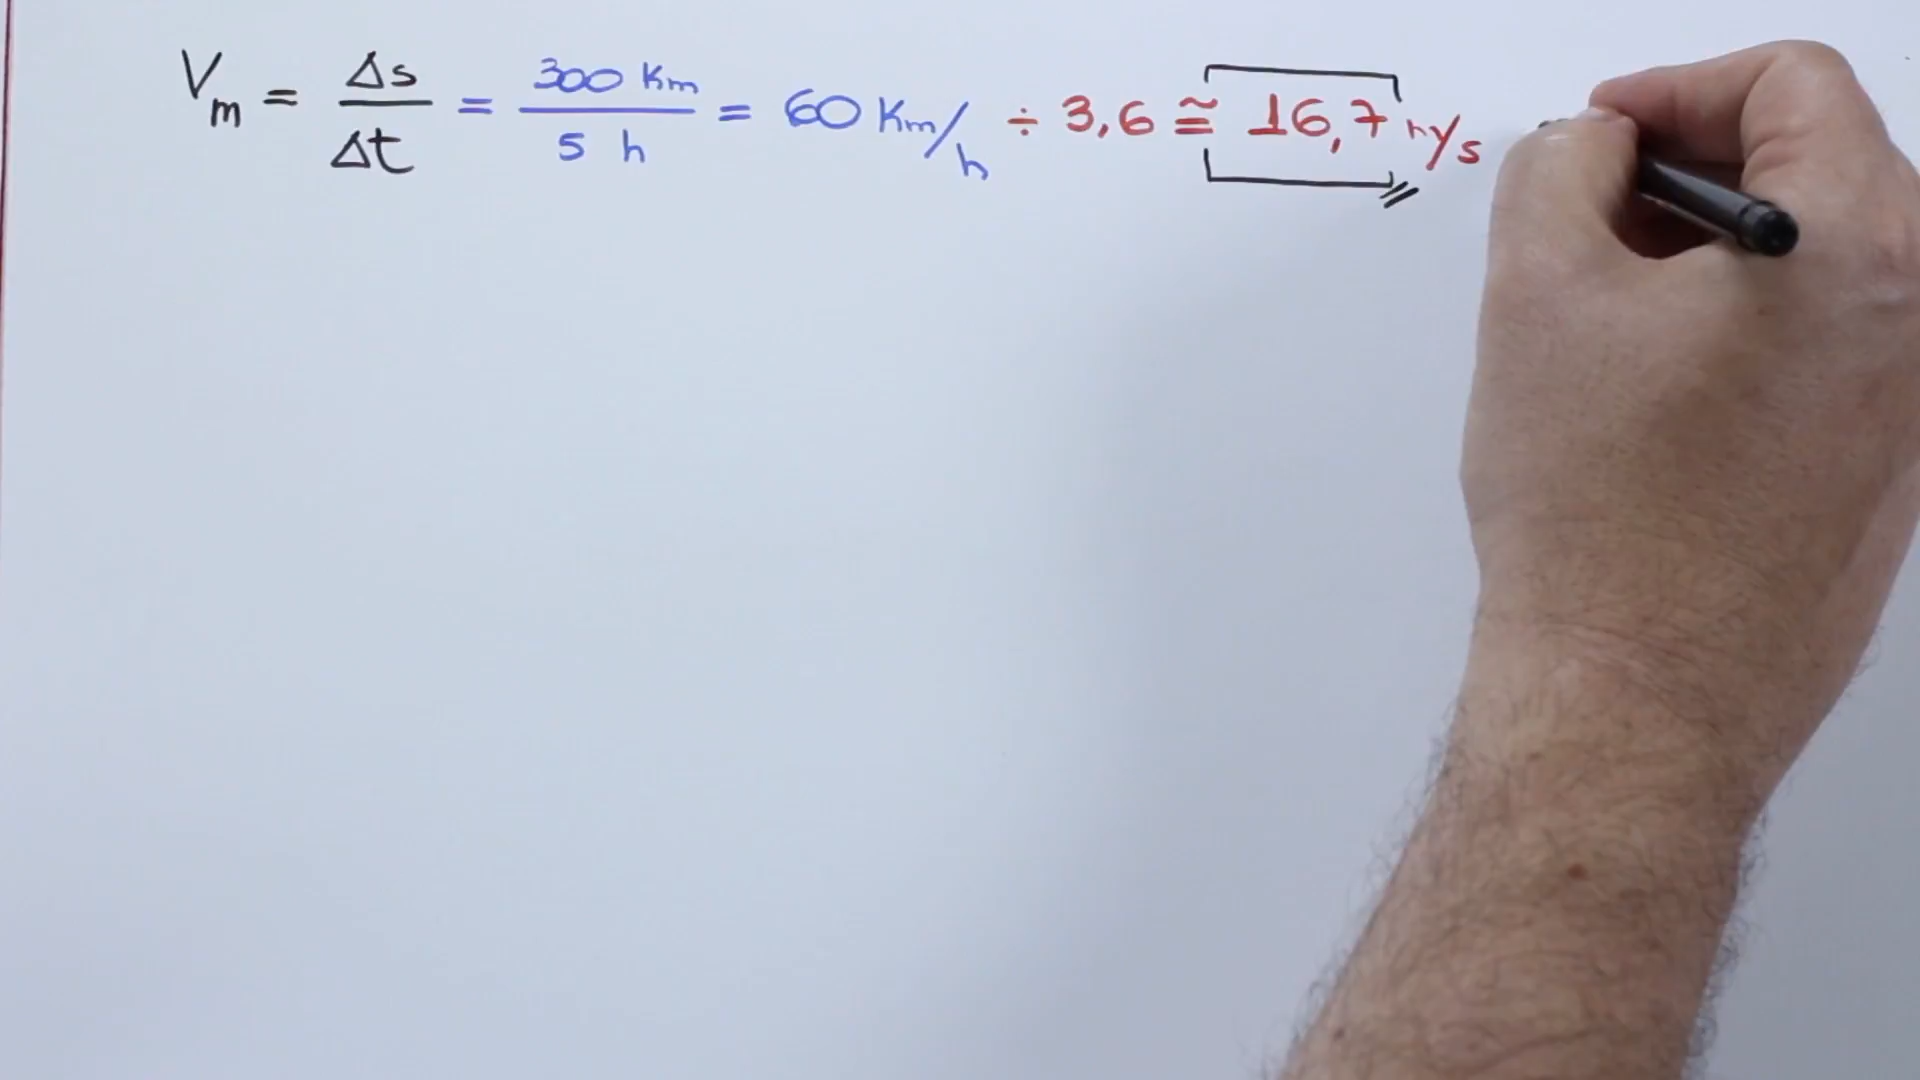 Vm = Δs/Δt = 300 Km/5 h = 60 Km/h ÷ 3,6 ≅ 16,7 m/s